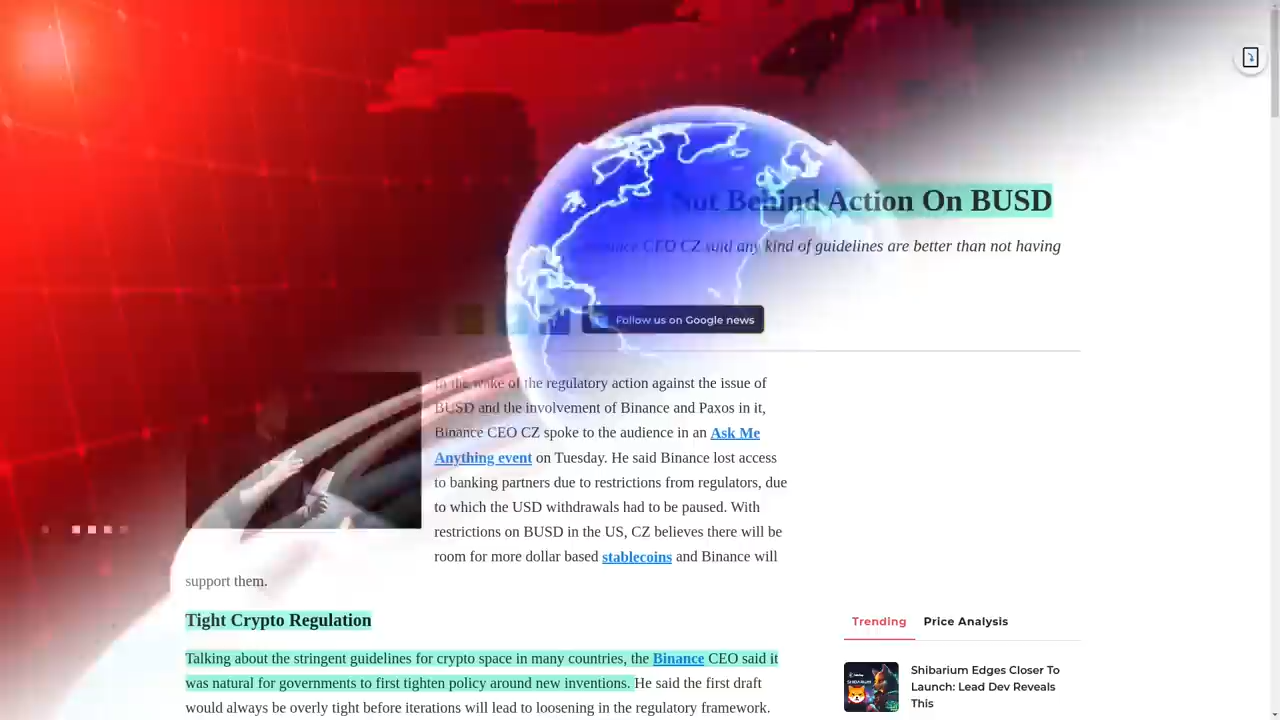 Not Behind Action On BUSD
CEO CZ said any kind of guidelines are better than not having
Follow us on Google news
In the wake of the regulatory action against the issue of
BUSD and the involvement of Binance and Paxos in it,
Binance CEO CZ spoke to the audience in an Ask Me
Anything event on Tuesday. He said Binance lost access
to banking partners due to restrictions from regulators, due
to which the USD withdrawals had to be paused. With
restrictions on BUSD in the US, CZ believes there will be
room for more dollar based stablecoins and Binance will
support them.
Tight Crypto Regulation
Talking about the stringent guidelines for crypto space in many countries, the Binance CEO said it
was natural for governments to first tighten policy around new inventions. He said the first draft
would always be overly tight before iterations will lead to loosening in the regulatory framework.
Trending Price Analysis
Shibarium Edges Closer To
Launch: Lead Dev Reveals
This